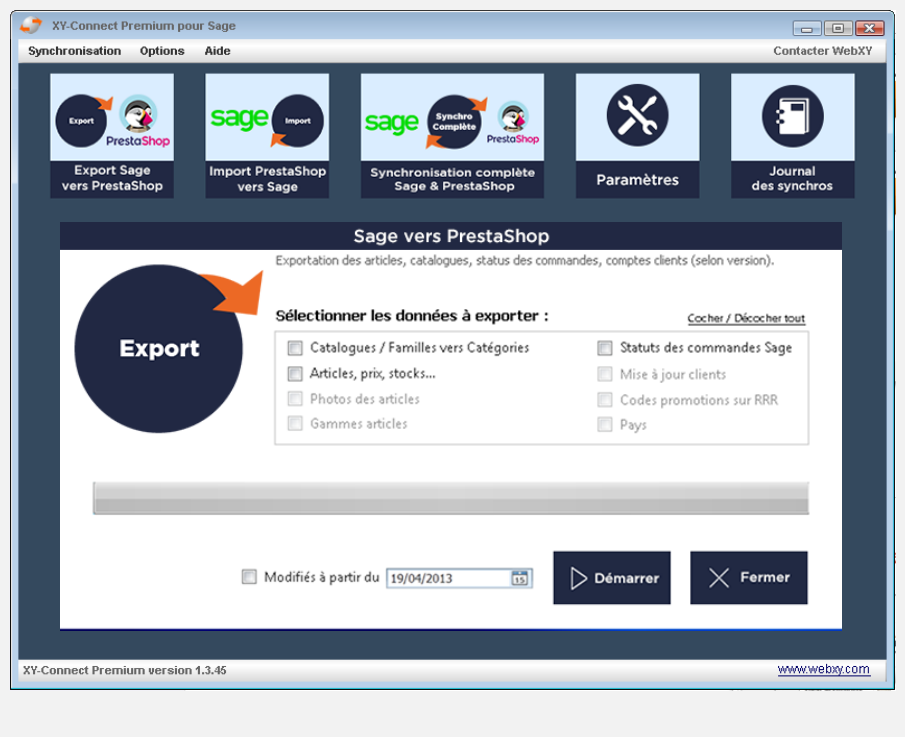 XY-Connect Premium pour Sage
Synchronisation Options Aide Contacter WebXY
Export
PrestaShop
Export Sage
vers PrestaShop
sage
Import
Import PrestaShop
vers Sage
sage
Synchro
Complète
PrestaShop
Synchronisation complète
Sage & PrestaShop
Paramètres
Journal
des synchros
Sage vers PrestaShop
Exportation des articles, catalogues, status des commandes, comptes clients (selon version).
Export
Sélectionner les données à exporter :
Cocher / Décocher tout
Catalogues / Familles vers Catégories
Articles, prix, stocks...
Photos des articles
Gammes articles
Statuts des commandes Sage
Mise à jour clients
Codes promotions sur RRR
Pays
Modifiés à partir du 19/04/2013 15
Démarrer
Fermer
XY-Connect Premium version 1.3.45
www.webxy.com